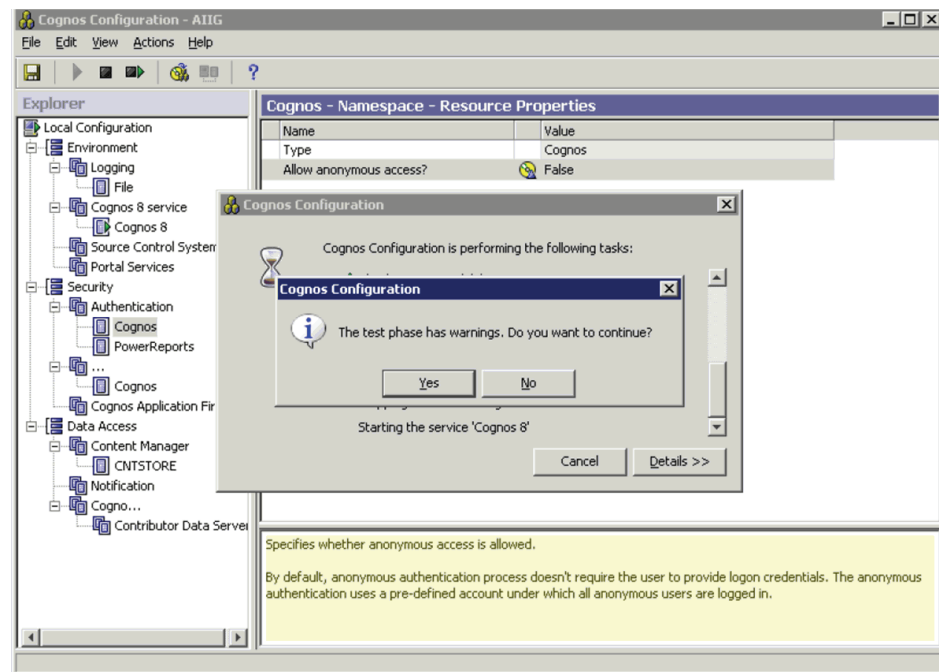 Cognos Configuration - AIIG
File Edit View Actions Help
Explorer
Cognos - Namespace - Resource Properties
Local Configuration
Environment
Logging
File
Cognos 8 service
Cognos 8
Source Control System
Portal Services
Security
Authentication
Cognos
PowerReports
...
Cognos
Cognos Application Fir
Data Access
Content Manager
CNTSTORE
Notification
Cogno...
Contributor Data Server
Name Value
Type Cognos
Allow anonymous access? False
Cognos Configuration
Cognos Configuration is performing the following tasks:
Cognos Configuration
The test phase has warnings. Do you want to continue?
Yes No
Starting the service 'Cognos 8'
Cancel Details >>
Specifies whether anonymous access is allowed.
By default, anonymous authentication process doesn't require the user to provide logon credentials. The anonymous
authentication uses a pre-defined account under which all anonymous users are logged in.